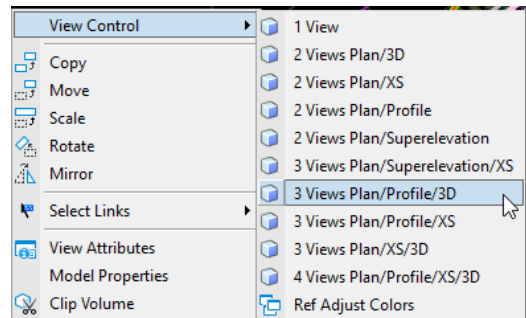 View Control
Copy
Move
Scale
Rotate
Mirror
Select Links
View Attributes
Model Properties
Clip Volume
1 View
2 Views Plan/3D
2 Views Plan/XS
2 Views Plan/Profile
2 Views Plan/Superelevation
3 Views Plan/Superelevation/XS
3 Views Plan/Profile/3D
3 Views Plan/Profile/XS
3 Views Plan/XS/3D
4 Views Plan/Profile/XS/3D
Ref Adjust Colors